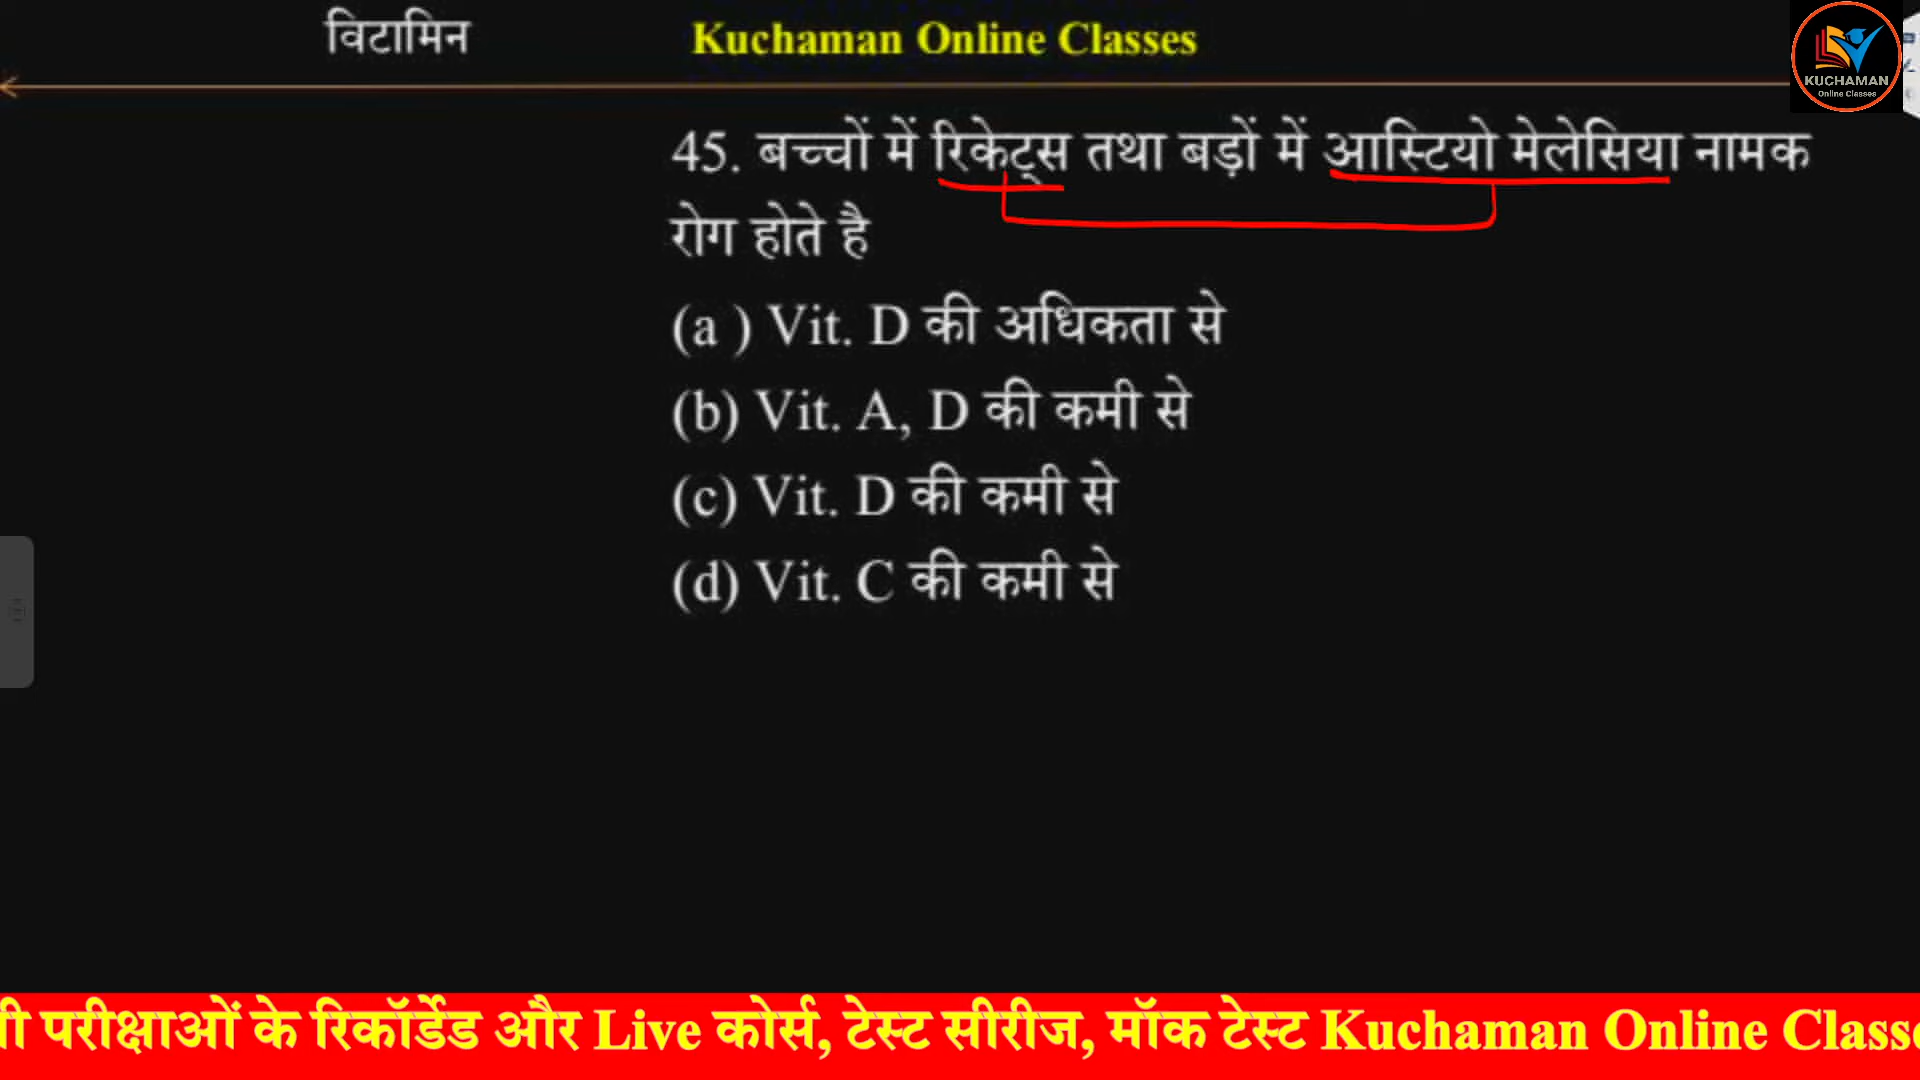 विटामिन
Kuchaman Online Classes
KUCHAMAN
Online Classes
45. बच्चों में रिकेट्स तथा बड़ों में आस्टियो मेलेसिया नामक
रोग होते है
(a ) Vit. D की अधिकता से
(b) Vit. A, D की कमी से
(c) Vit. D की कमी से
(d) Vit. C की कमी से
परीक्षाओं के रिकॉर्डेड और Live कोर्स, टेस्ट सीरीज, मॉक टेस्ट Kuchaman Online Classe